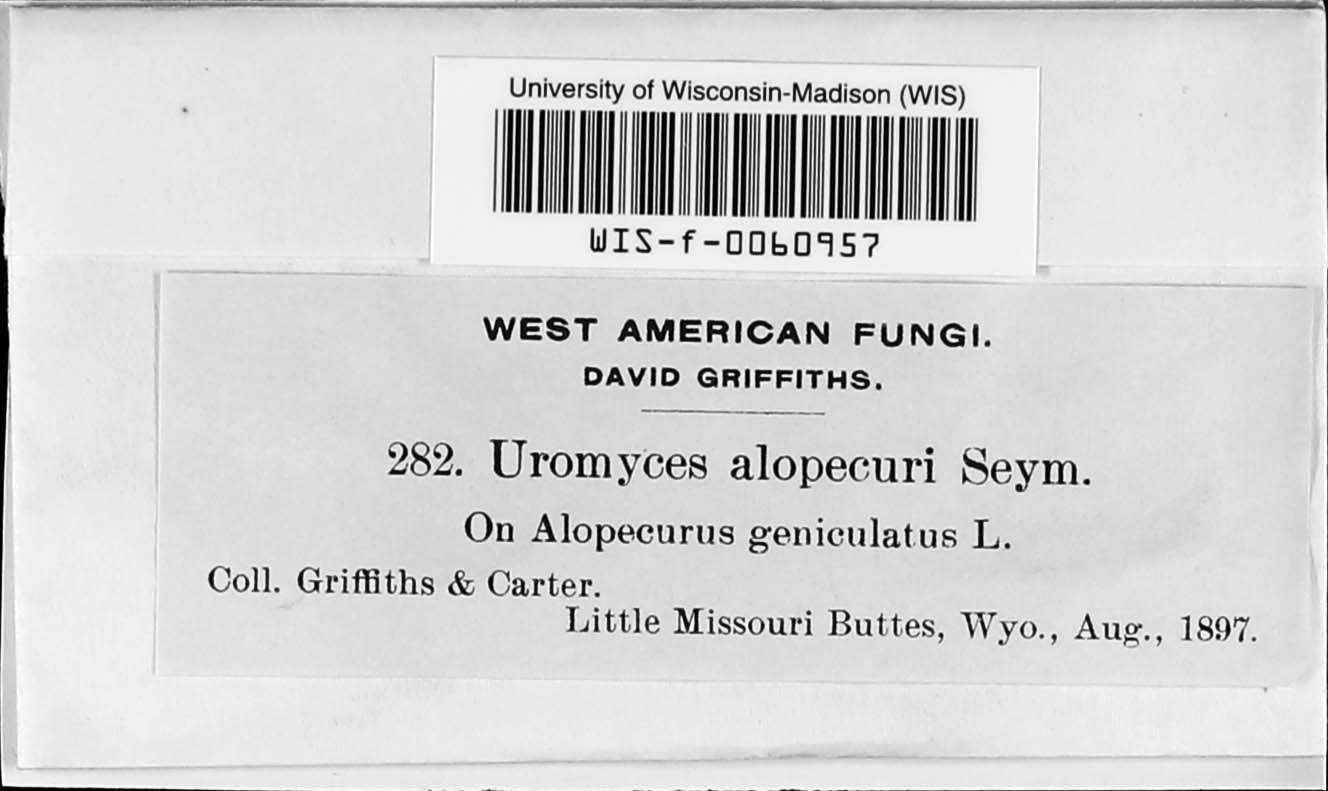 University of Wisconsin-Madison (WIS)
WIS-f-0060957
WEST AMERICAN FUNGI.
DAVID GRIFFITHS.
282. Uromyces alopecuri Seym.
On Alopecurus geniculatus L.
Coll. Griffiths & Carter.
Little Missouri Buttes, Wyo., Aug., 1897.